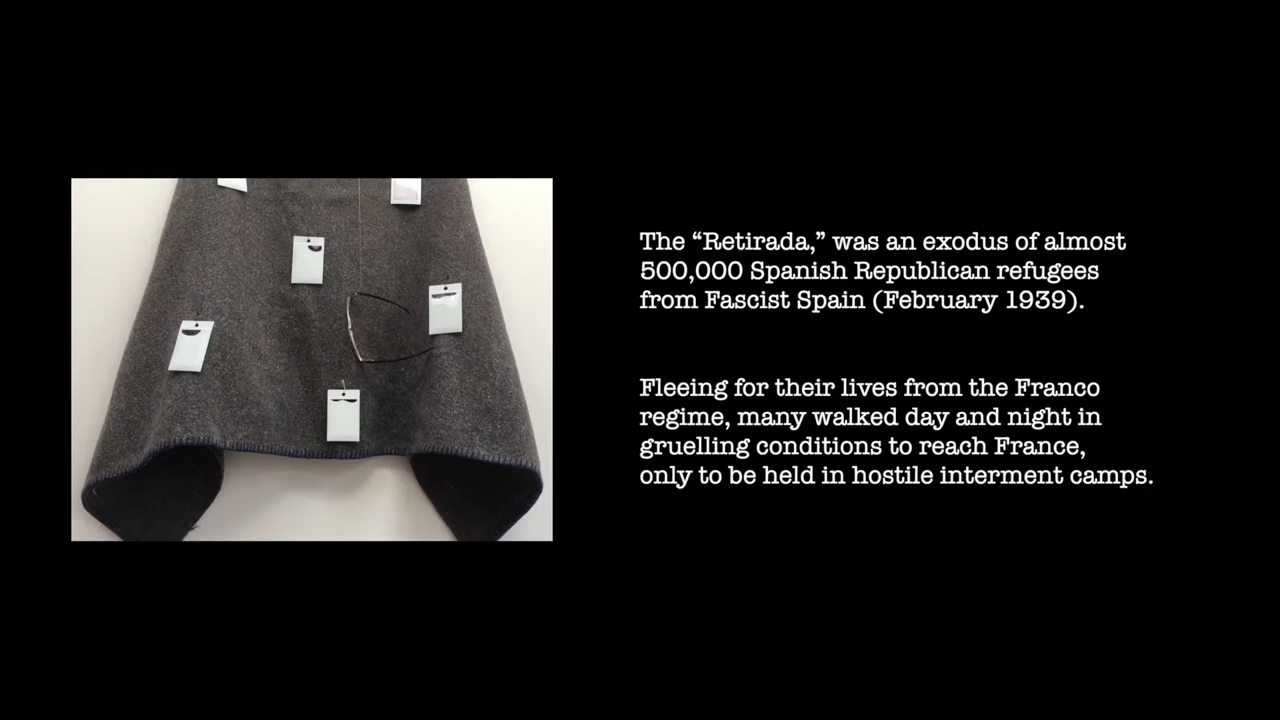 The “Retirada,” was an exodus of almost
500,000 Spanish Republican refugees
from Fascist Spain (February 1939).
Fleeing for their lives from the Franco
regime, many walked day and night in
gruelling conditions to reach France,
only to be held in hostile interment camps.